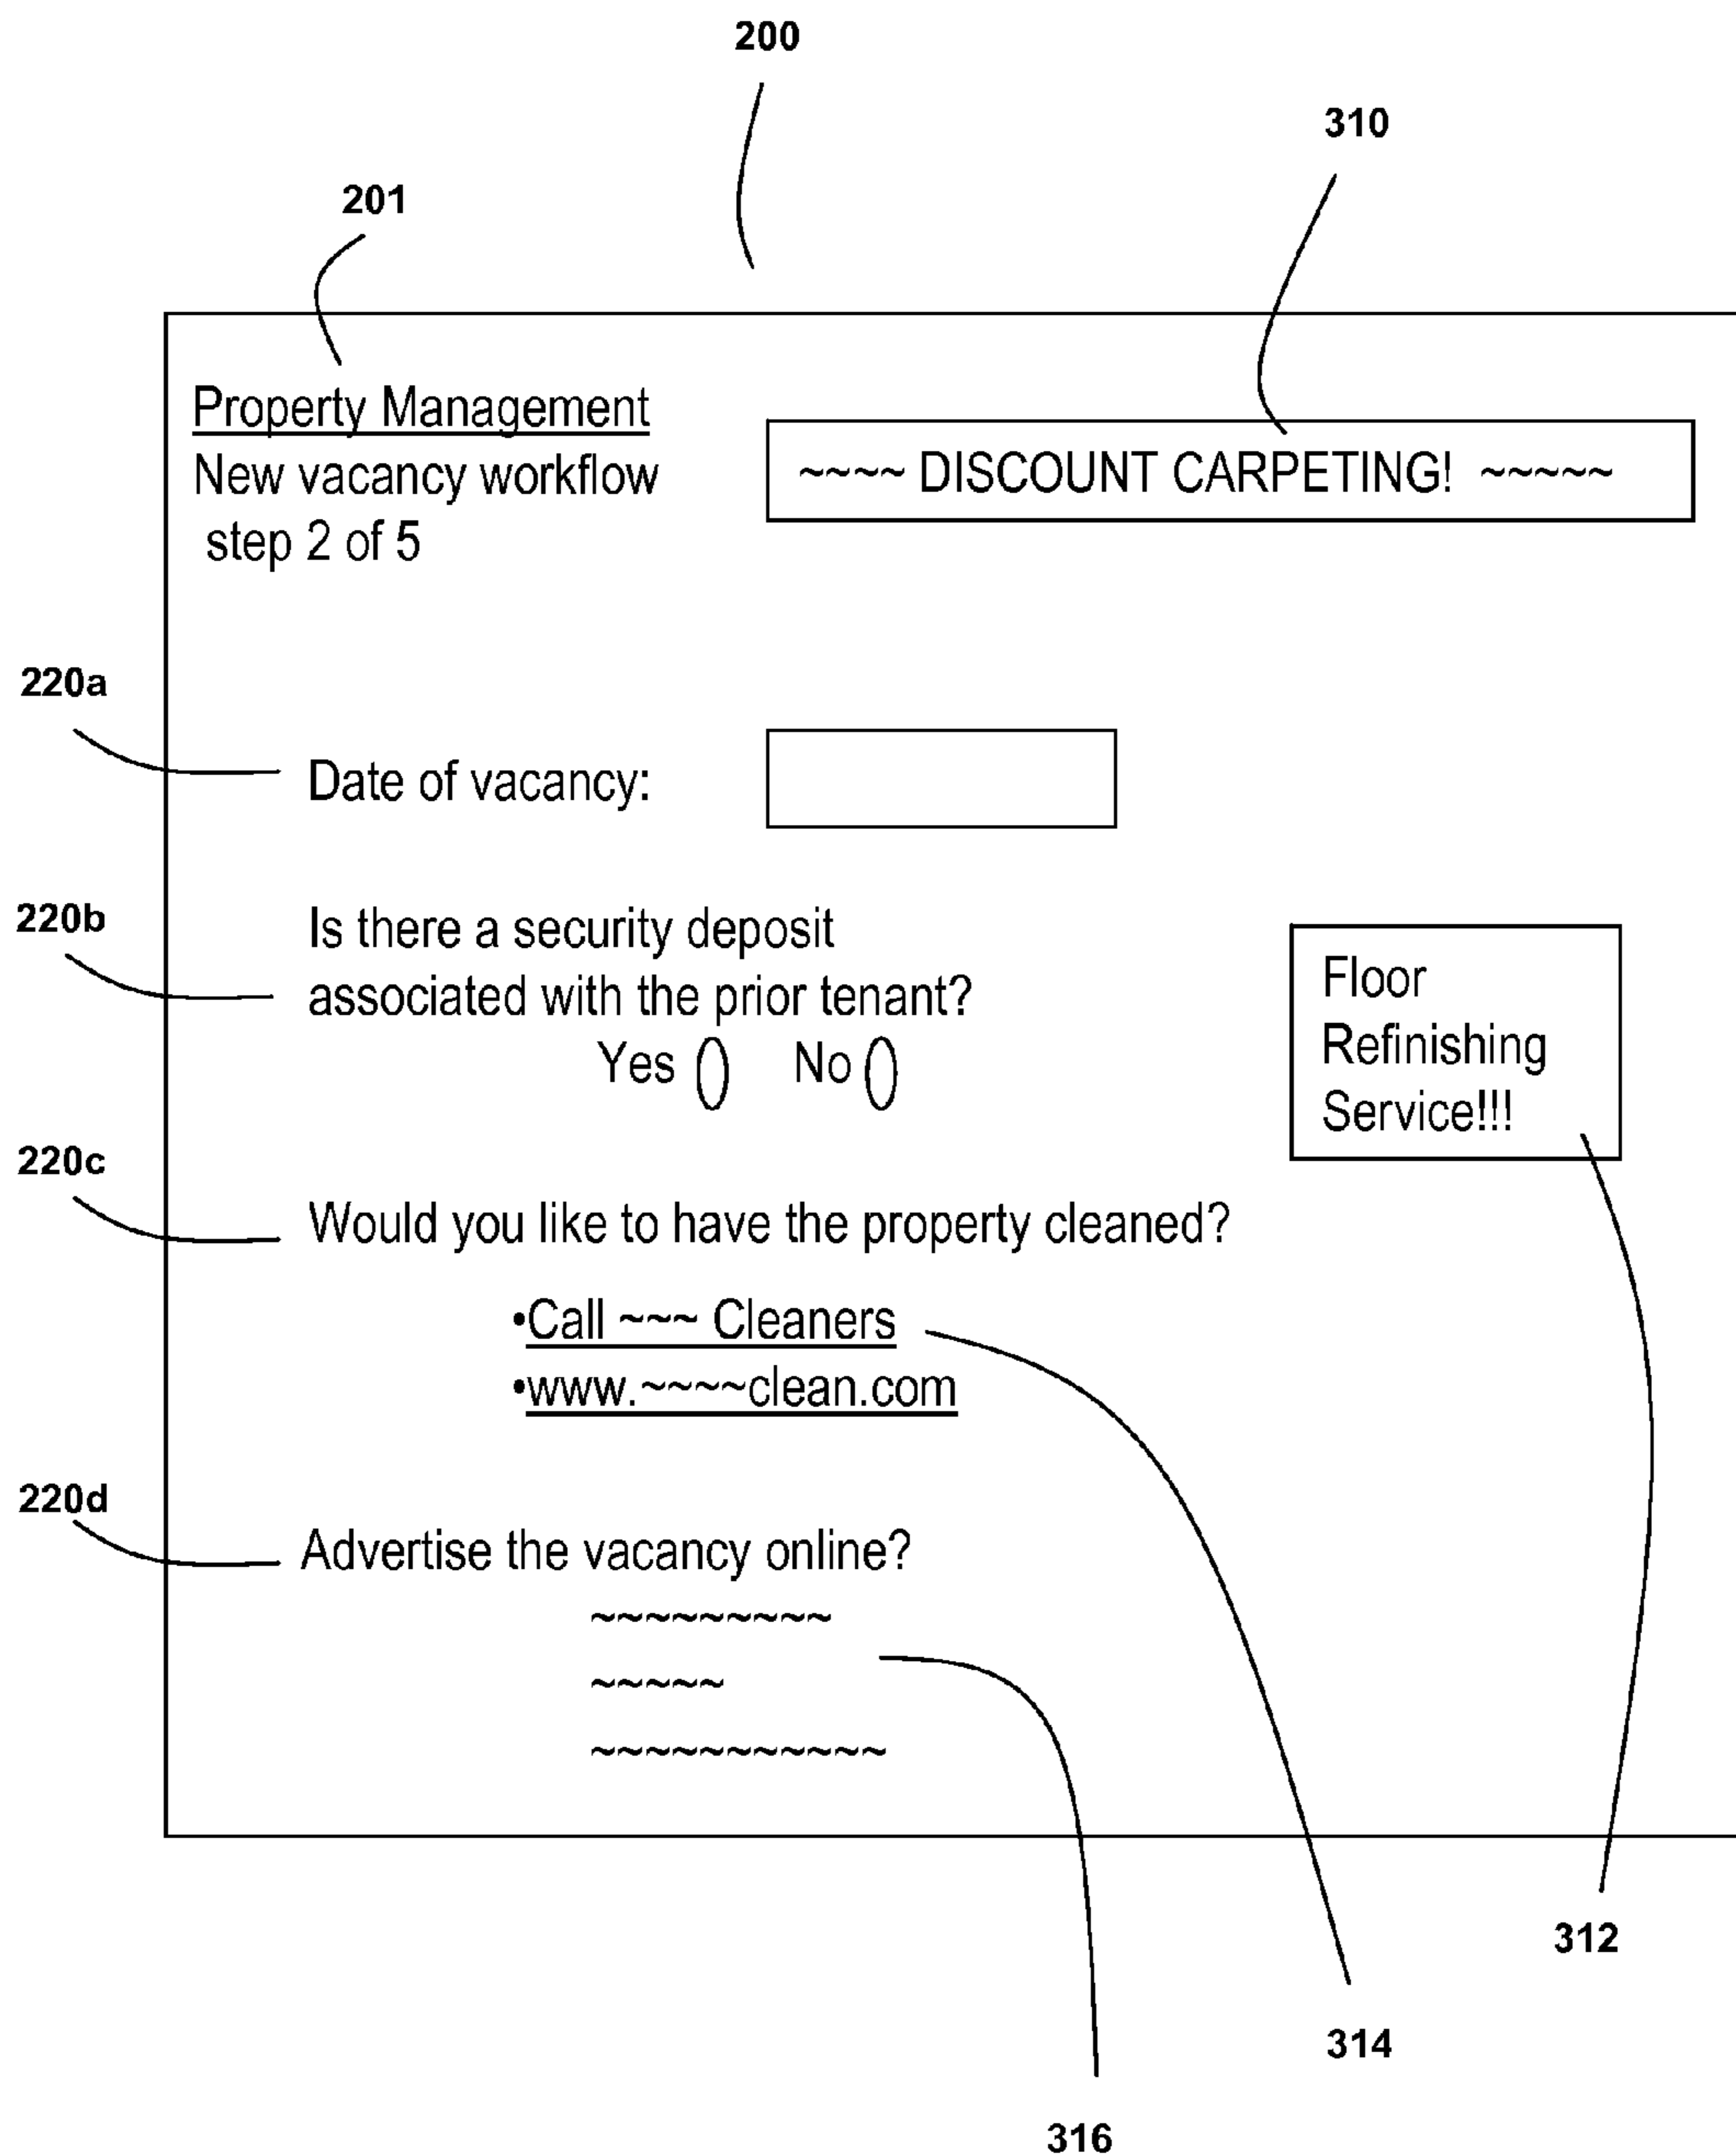 200
310
201
Property Management
New vacancy workflow
step 2 of 5
~~~~ DISCOUNT CARPETING! ~~~~~
220a
Date of vacancy:
220b
Is there a security deposit
associated with the prior tenant?
Yes No
Floor
Refinishing
Service!!!
220c
Would you like to have the property cleaned?
•Call ~~~ Cleaners
•www.~~~~clean.com
220d
Advertise the vacancy online?
~~~~~~~~~
~~~~~
~~~~~~~~~~~
312
314
316